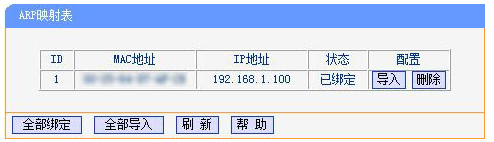 ARP映射表
ID MAC地址 IP地址 状态 配置
1 192.168.1.100 已绑定 导入 删除
全部绑定 全部导入 刷 新 帮 助